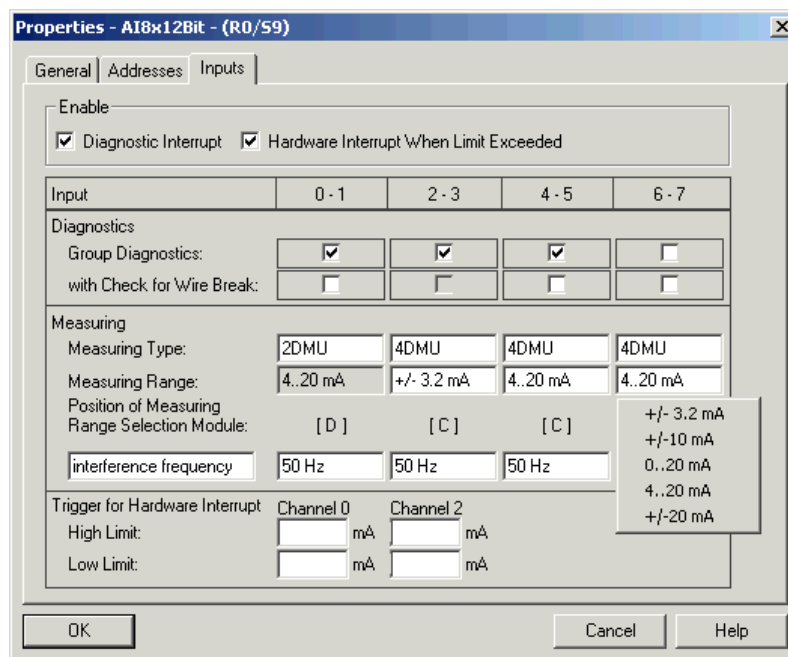 Properties - AI8x12Bit - (R0/S9)
General Addresses Inputs
Enable
Diagnostic Interrupt Hardware Interrupt When Limit Exceeded
Input 0 - 1 2 - 3 4 - 5 6 - 7
Diagnostics
Group Diagnostics:
with Check for Wire Break:
Measuring
Measuring Type: 2DMU 4DMU 4DMU 4DMU
Measuring Range: 4..20 mA +/- 3.2 mA 4..20 mA 4..20 mA
Position of Measuring
Range Selection Module: [ D ] [ C ] [ C ]
interference frequency 50 Hz 50 Hz 50 Hz
+/- 3.2 mA
+/-10 mA
0..20 mA
4..20 mA
+/-20 mA
Trigger for Hardware Interrupt Channel 0 Channel 2
High Limit: mA mA
Low Limit: mA mA
OK Cancel Help